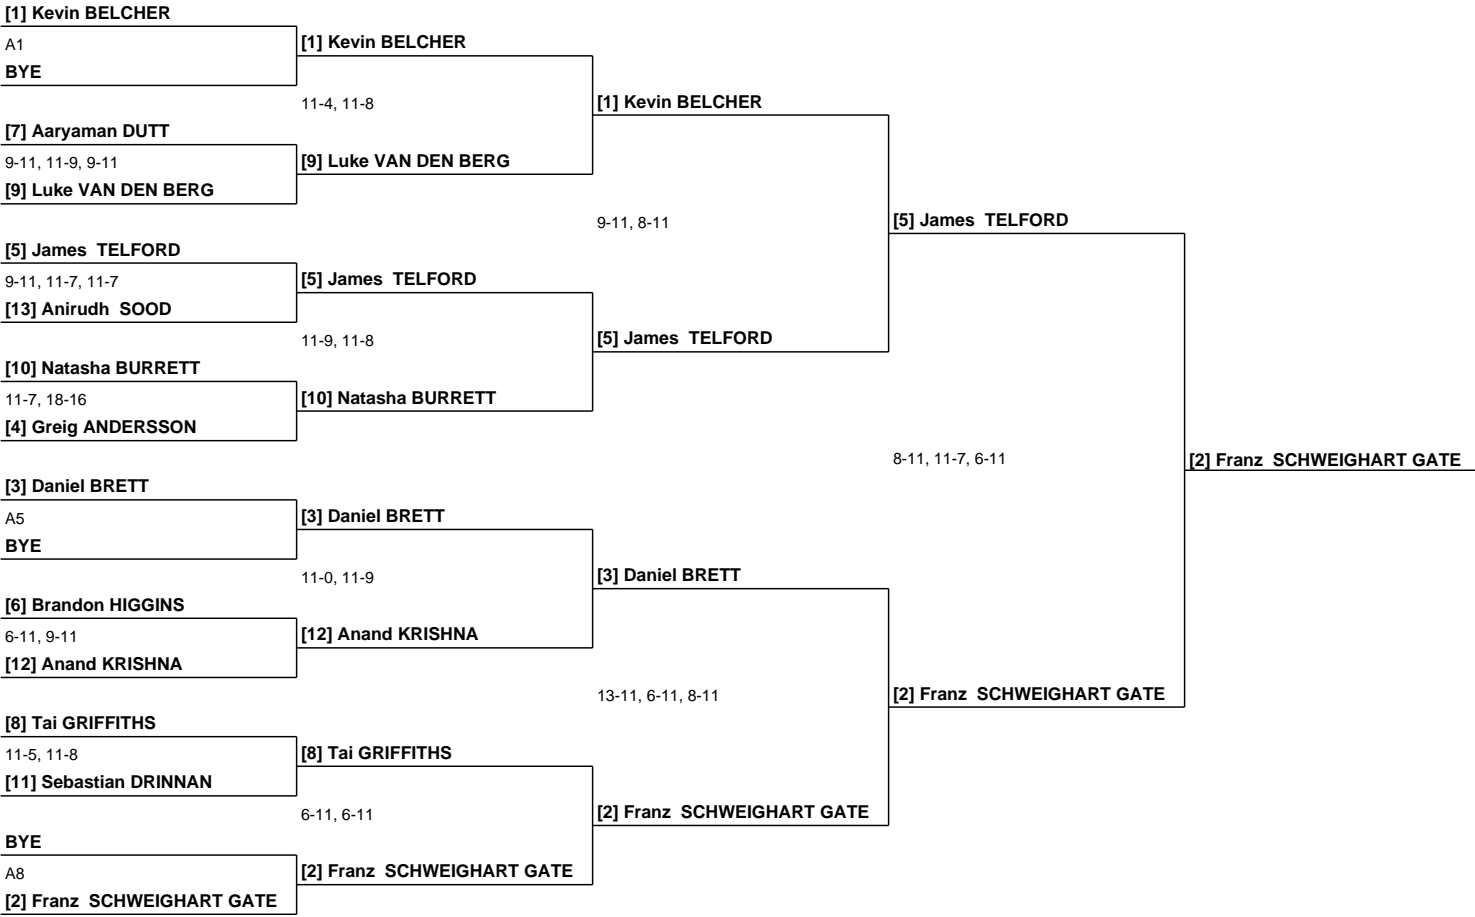 [1] Kevin BELCHER
A1
BYE
[7] Aaryaman DUTT
9-11, 11-9, 9-11
[9] Luke VAN DEN BERG
[5] James  TELFORD
9-11, 11-7, 11-7
[13] Anirudh  SOOD
[10] Natasha BURRETT
11-7, 18-16
[4] Greig ANDERSSON
[3] Daniel BRETT
A5
BYE
[6] Brandon HIGGINS
6-11, 9-11
[12] Anand KRISHNA
[8] Tai GRIFFITHS
11-5, 11-8
[11] Sebastian DRINNAN
BYE
A8
[2] Franz  SCHWEIGHART GATE
[1] Kevin BELCHER
11-4, 11-8
[9] Luke VAN DEN BERG
[5] James  TELFORD
11-9, 11-8
[10] Natasha BURRETT
[3] Daniel BRETT
11-0, 11-9
[12] Anand KRISHNA
[8] Tai GRIFFITHS
6-11, 6-11
[2] Franz  SCHWEIGHART GATE
[1] Kevin BELCHER
9-11, 8-11
[5] James  TELFORD
[3] Daniel BRETT
13-11, 6-11, 8-11
[2] Franz  SCHWEIGHART GATE
[5] James  TELFORD
8-11, 11-7, 6-11
[2] Franz  SCHWEIGHART GATE
[2] Franz  SCHWEIGHART GATE